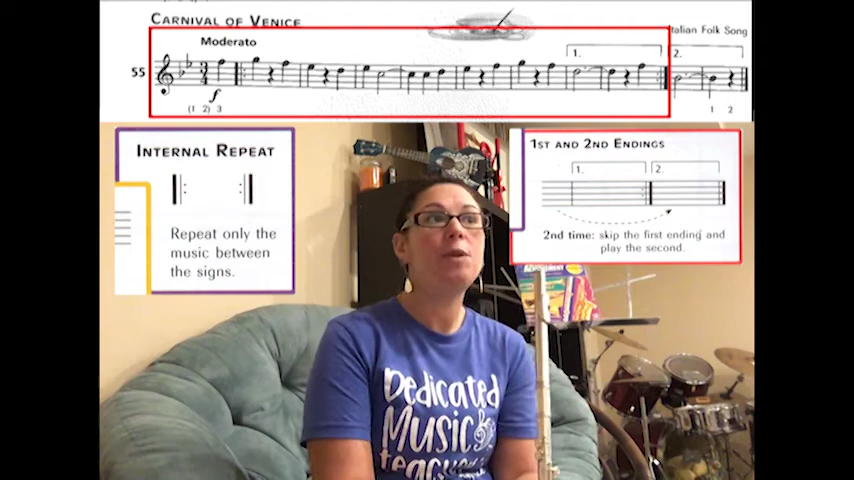 CARNIVAL OF VENICE
Italian Folk Song
Moderato
1.
2.
55
3
4
f
(1 2) 3
1 2
INTERNAL REPEAT
Repeat only the
music between
the signs.
1ST AND 2ND ENDINGS
1.
2.
2nd time: skip the first ending and
play the second.
Dedicated
Music
teacher